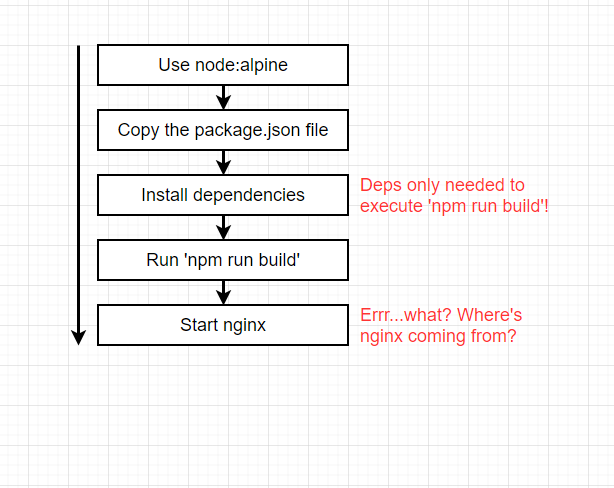 Use node:alpine
Copy the package.json file
Install dependencies
Deps only needed to
execute 'npm run build'!
Run 'npm run build'
Start nginx
Errr...what? Where's
nginx coming from?